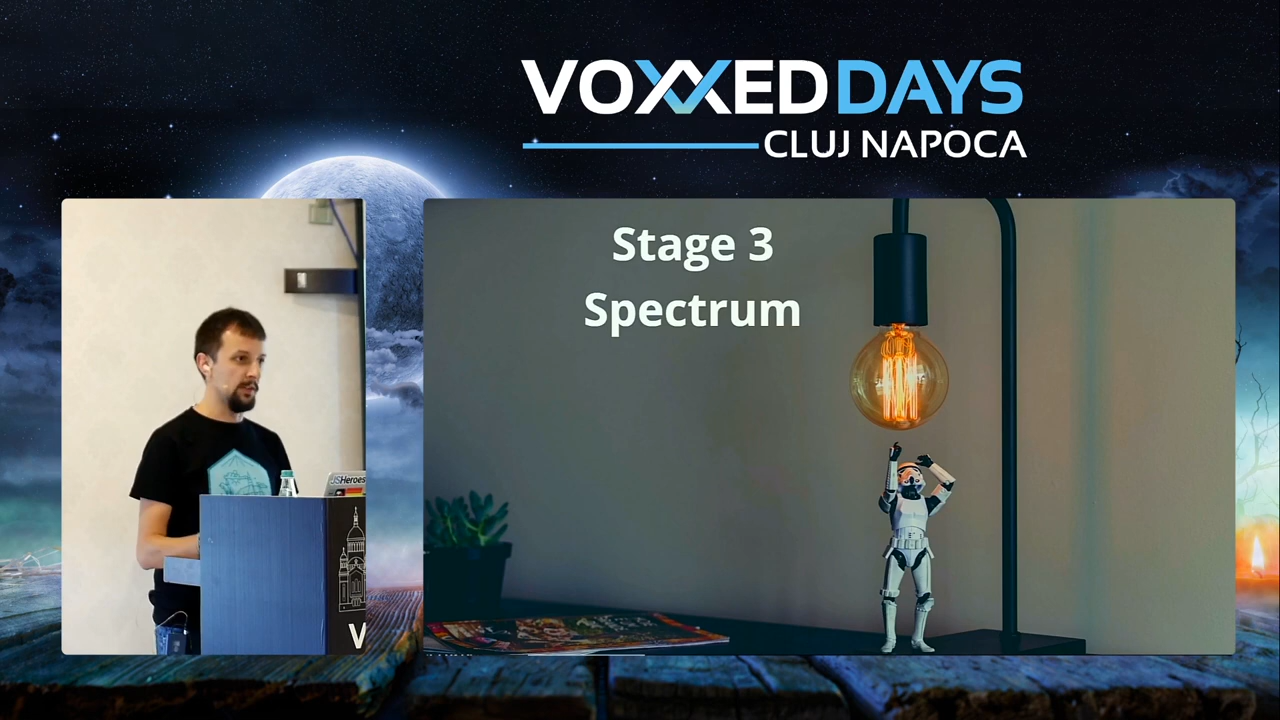 VOXXEDDAYS
CLUJ NAPOCA
Stage 3
Spectrum
JSHeroes
V